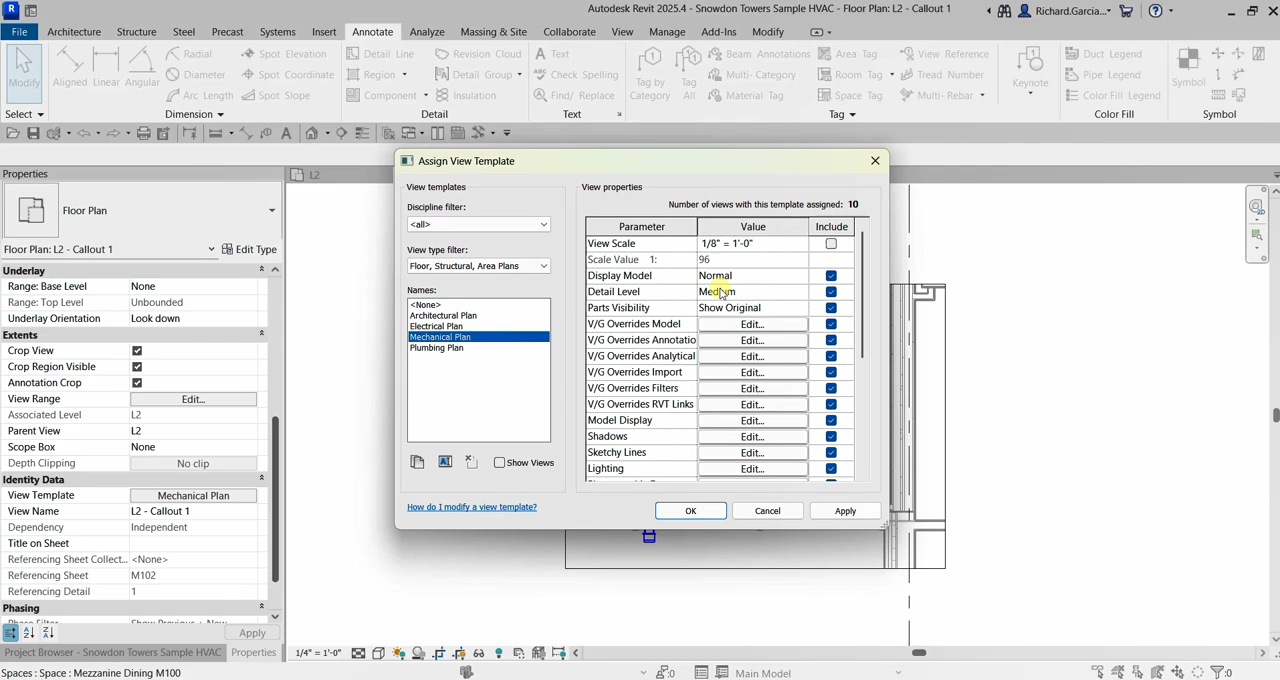 Autodesk Revit 2025.4 - Snowdon Towers Sample HVAC - Floor Plan: L2 - Callout 1
Richard.Garcia...
File Architecture Structure Steel Precast Systems Insert Annotate Analyze Massing & Site Collaborate View Manage Add-Ins Modify
Modify
Aligned Linear Angular
Radial
Diameter
Arc Length
Spot Elevation
Spot Coordinate
Spot Slope
Detail Line
Region
Component
Revision Cloud
Detail Group
Insulation
Text
Check Spelling
Find/ Replace
Tag by Category
Tag All
Beam Annotations
Multi- Category
Material Tag
Area Tag
Room Tag
Space Tag
View Reference
Tread Number
Multi- Rebar
Keynote
Duct Legend
Pipe Legend
Color Fill Legend
Symbol
Select
Dimension
Detail
Text
Tag
Color Fill
Symbol
Properties
L2
Floor Plan
Floor Plan: L2 - Callout 1
Edit Type
Underlay
Range: Base Level None
Range: Top Level Unbounded
Underlay Orientation Look down
Extents
Crop View
Crop Region Visible
Annotation Crop
View Range Edit...
Associated Level L2
Parent View L2
Scope Box None
Depth Clipping No clip
Identity Data
View Template Mechanical Plan
View Name L2 - Callout 1
Dependency Independent
Title on Sheet
Referencing Sheet Collect... <None>
Referencing Sheet M102
Referencing Detail 1
Phasing
Apply
Project Browser - Snowdon Towers Sample HVAC Properties
Assign View Template
View templates
Discipline filter:
<all>
View type filter:
Floor, Structural, Area Plans
Names:
<None>
Architectural Plan
Electrical Plan
Mechanical Plan
Plumbing Plan
Show Views
How do I modify a view template?
View properties
Number of views with this template assigned: 10
Parameter Value Include
View Scale 1/8" = 1'-0"
Scale Value 1: 96
Display Model Normal
Detail Level Medium
Parts Visibility Show Original
V/G Overrides Model Edit...
V/G Overrides Annotatio Edit...
V/G Overrides Analytical Edit...
V/G Overrides Import Edit...
V/G Overrides Filters Edit...
V/G Overrides RVT Links Edit...
Model Display Edit...
Shadows Edit...
Sketchy Lines Edit...
Lighting Edit...
OK Cancel Apply
1/4" = 1'-0"
Spaces : Space : Mezzanine Dining M100
:0
Main Model
:0